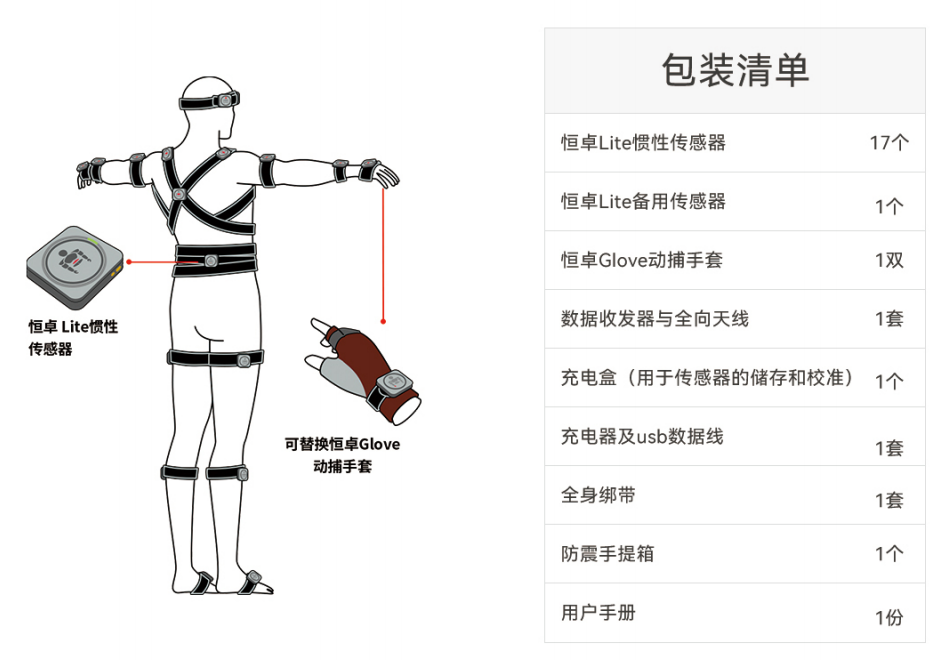 恒卓 Lite惯性
传感器
可替换恒卓Glove
动捕手套
包装清单
恒卓Lite惯性传感器 17个
恒卓Lite备用传感器 1个
恒卓Glove动捕手套 1双
数据收发器与全向天线 1套
充电盒（用于传感器的储存和校准） 1个
充电器及usb数据线 1套
全身绑带 1套
防震手提箱 1个
用户手册 1份